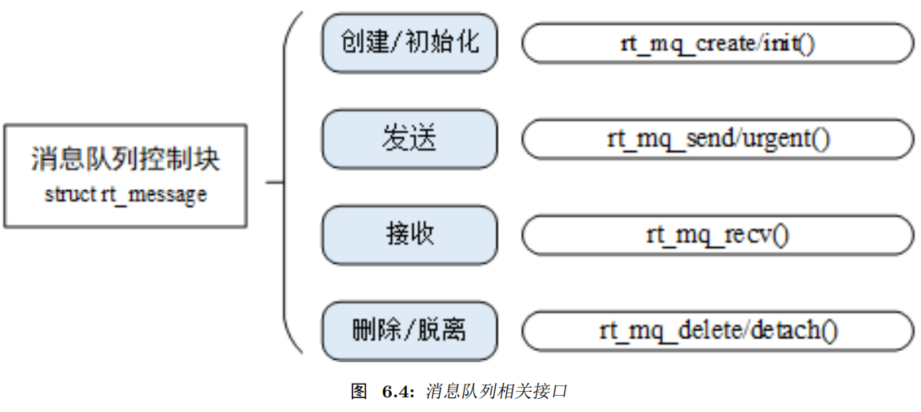 消息队列控制块
struct rt_message
创建/初始化
rt_mq_create/init()
发送
rt_mq_send/urgent()
接收
rt_mq_recv()
删除/脱离
rt_mq_delete/detach()
图 6.4: 消息队列相关接口